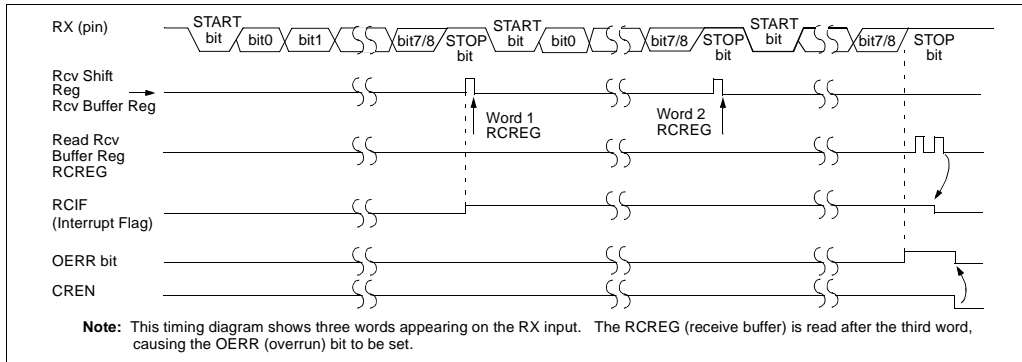 RX (pin)
START
bit
bit0
bit1
bit7/8
STOP
bit
START
bit
bit0
bit7/8
STOP
bit
START
bit
bit7/8
STOP
bit
Rcv Shift
Reg
Rcv Buffer Reg
Word 1
RCREG
Word 2
RCREG
Read Rcv
Buffer Reg
RCREG
RCIF
(Interrupt Flag)
OERR bit
CREN
Note: This timing diagram shows three words appearing on the RX input. The RCREG (receive buffer) is read after the third word,
causing the OERR (overrun) bit to be set.